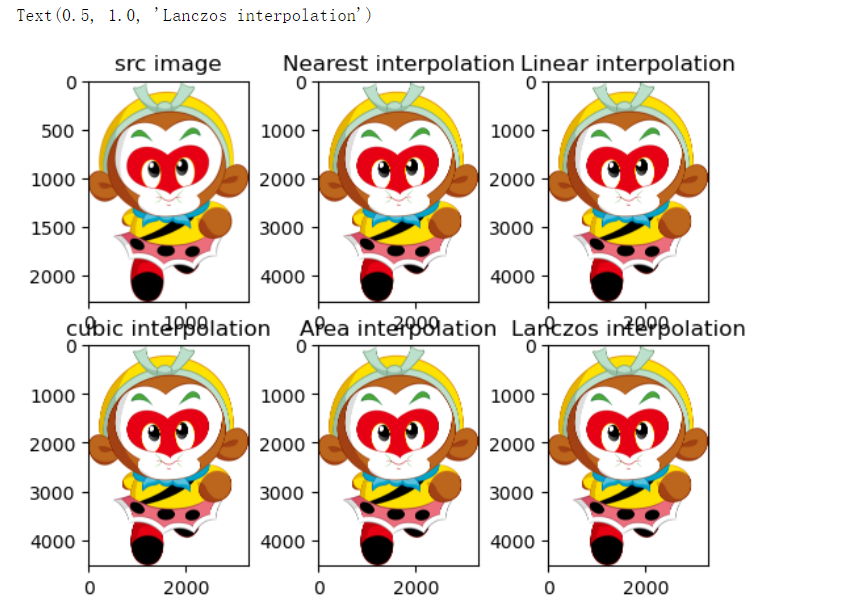 Text(0.5, 1.0, 'Lanczos interpolation')
src image Nearest interpolation Linear interpolation
0 0 0
500 1000 1000
1000 2000 2000
1500 3000 3000
2000 4000 4000
0 1000 0 2000 0 2000
cubic interpolation Area interpolation Lanczos interpolation
0 0 0
1000 1000 1000
2000 2000 2000
3000 3000 3000
4000 4000 4000
0 2000 0 2000 0 2000